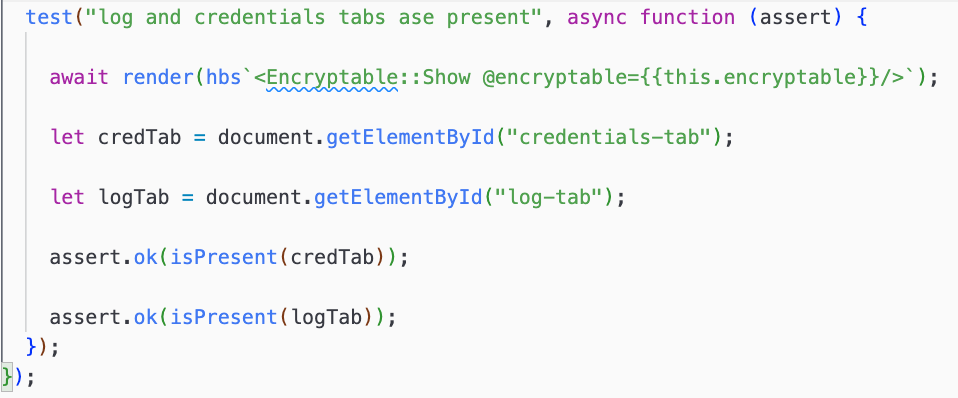 test("log and credentials tabs ase present", async function (assert) {
await render(hbs`<Encryptable::Show @encryptable={{this.encryptable}}/>`);
let credTab = document.getElementById("credentials-tab");
let logTab = document.getElementById("log-tab");
assert.ok(isPresent(credTab));
assert.ok(isPresent(logTab));
});
});